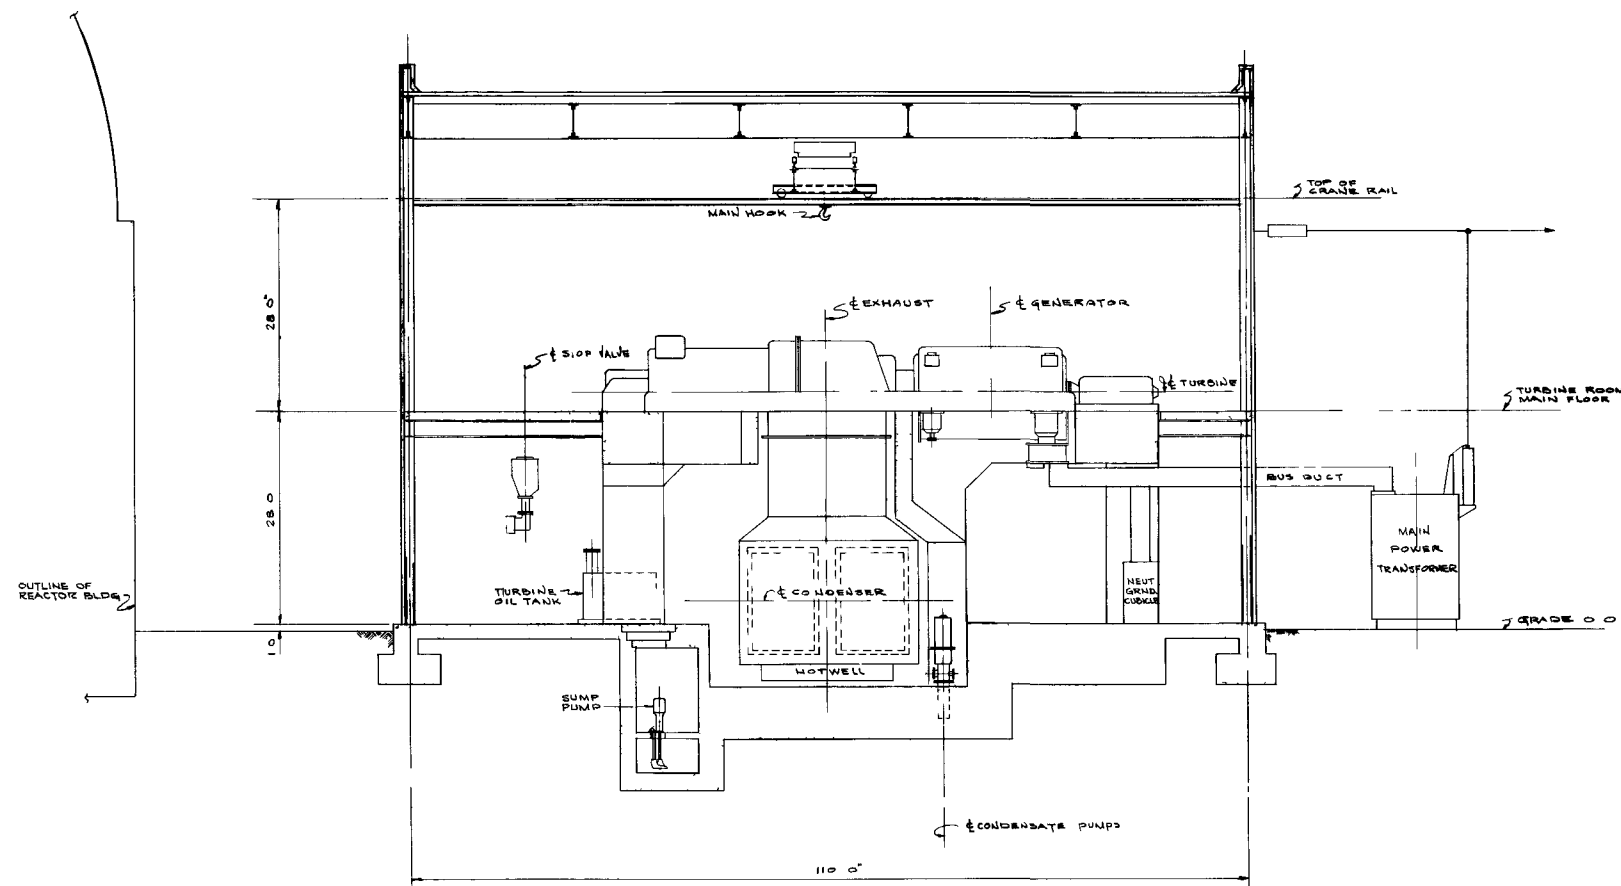 TOP OF
CRANE RAIL
MAIN HOOK
28'0"
℄ EXHAUST
℄ GENERATOR
℄ STOP VALVE
℄ TURBINE
TURBINE ROOM
MAIN FLOOR
BUS DUCT
28 0
MAIN
POWER
TRANSFORMER
OUTLINE OF
REACTOR BLDG
TURBINE
OIL TANK
℄ CONDENSER
NEUT
GRND.
CUBICLE
GRADE 0 0
1 0
HOTWELL
SUMP
PUMP
℄ CONDENSATE PUMPS
110 0"